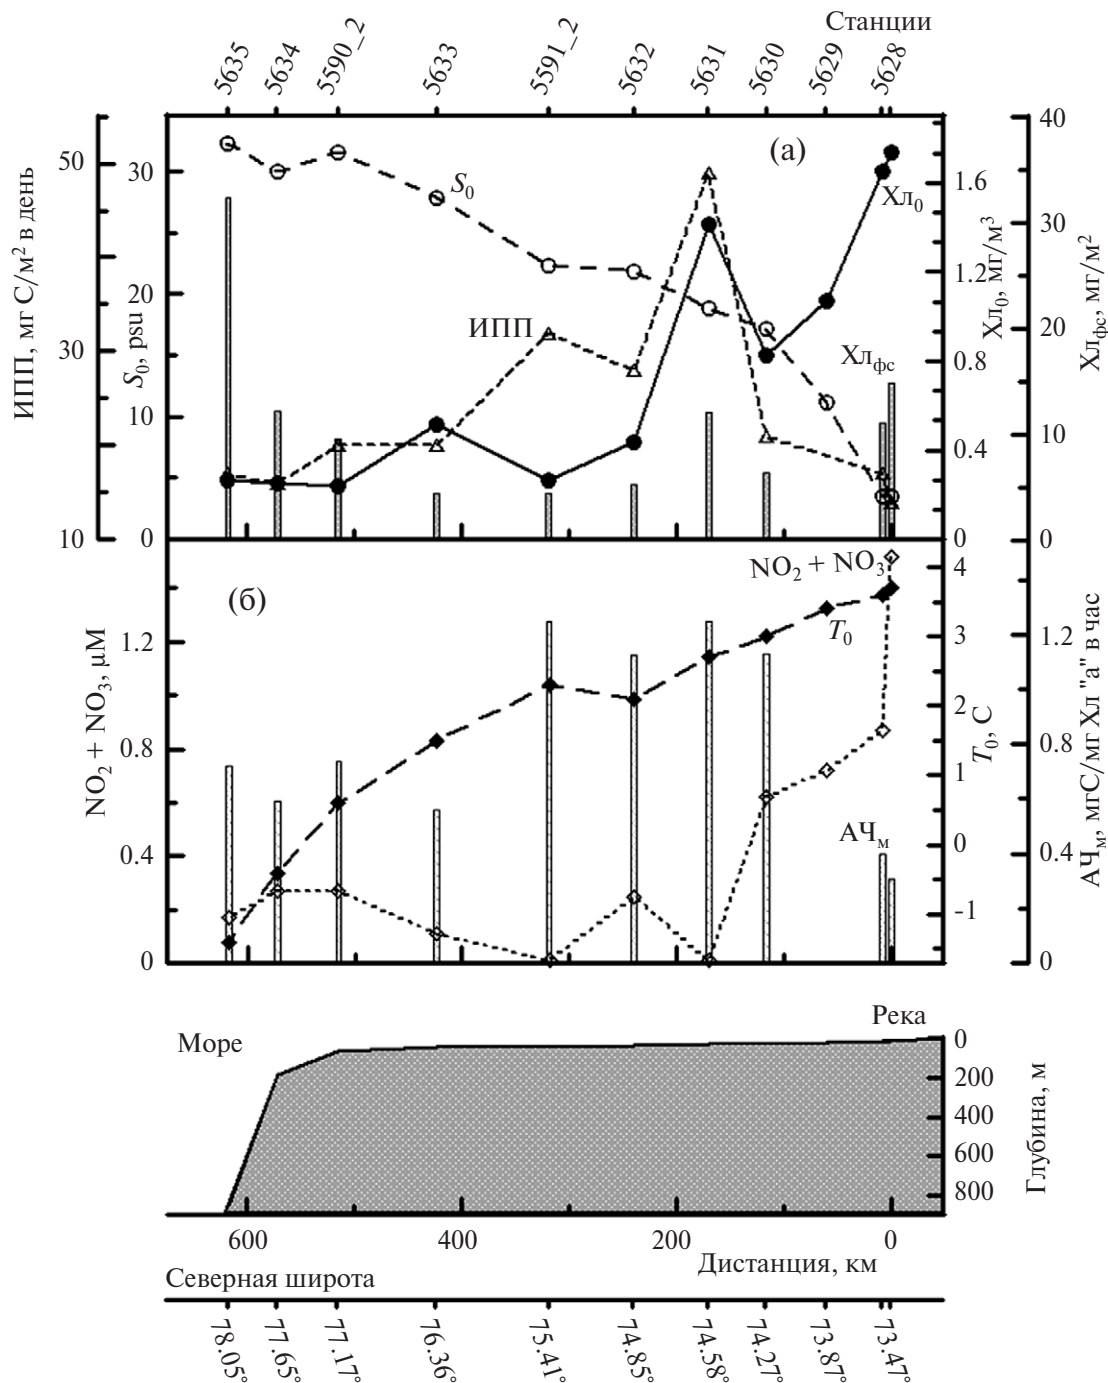 Станции
5635
5634
5590_2
5633
5591_2
5632
5631
5630
5629
5628
(а)
ИПП, мг С/м² в день
50
30
10
S₀, psu
30
20
10
0
S₀
ИПП
Хл₀
Хлфс
Хл₀, мг/м³
1.6
1.2
0.8
0.4
0
Хлфс, мг/м²
40
30
20
10
0
(б)
NO₂ + NO₃, μM
1.2
0.8
0.4
0
NO₂ + NO₃
T₀
АЧм
T₀, C
4
3
2
1
0
-1
АЧм, мгС/мг Хл "а" в час
1.2
0.8
0.4
0
Море
Река
Глубина, м
0
200
400
600
800
600
400
200
0
Дистанция, км
Северная широта
78.05°
77.65°
77.17°
76.36°
75.41°
74.85°
74.58°
74.27°
73.87°
73.47°